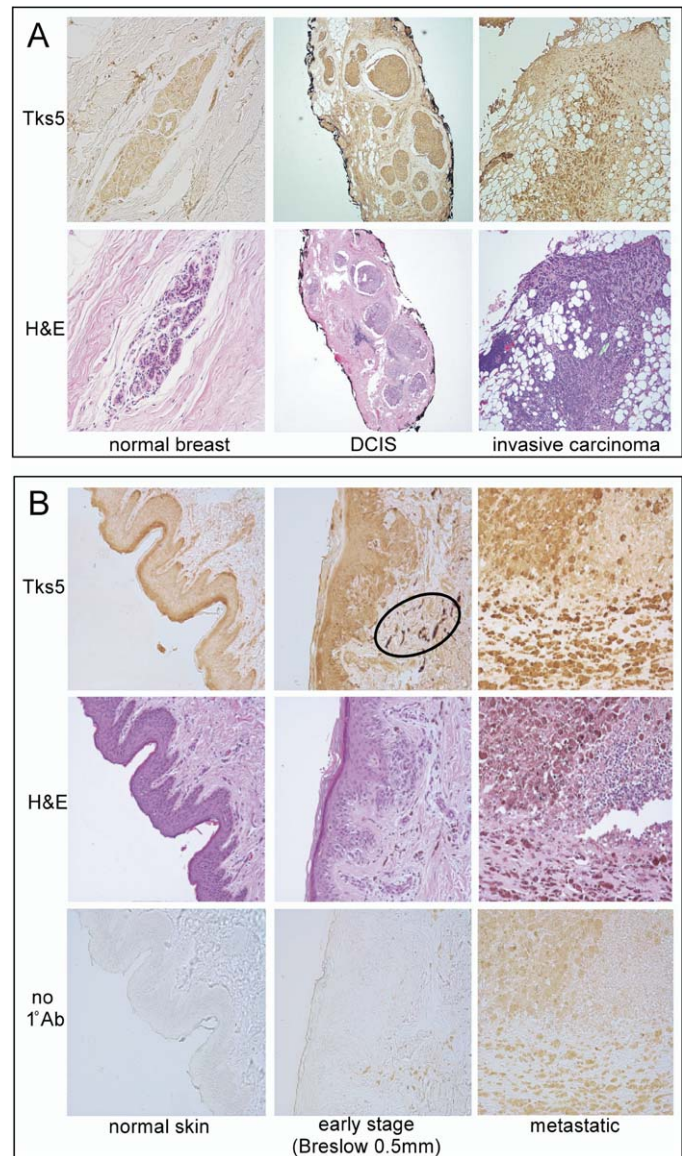 A
Tks5
H&E
normal breast
DCIS
invasive carcinoma
B
Tks5
H&E
no
1°Ab
normal skin
early stage
(Breslow 0.5mm)
metastatic